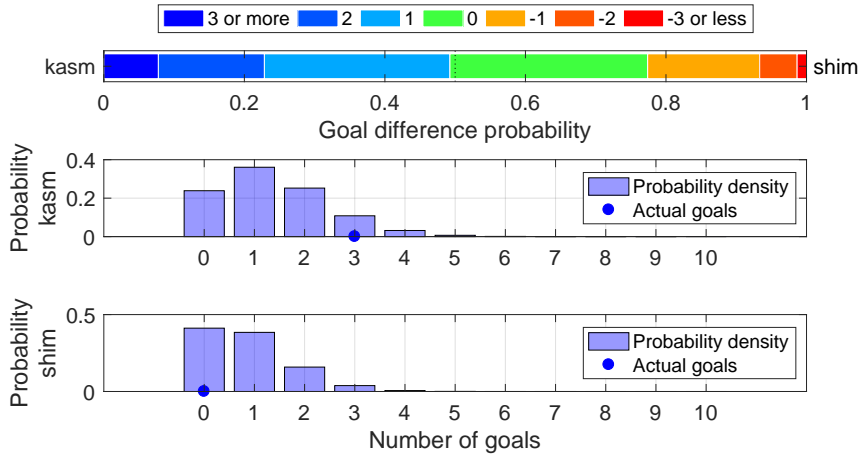 3 or more 2 1 0 -1 -2 -3 or less
kasm shim
0 0.2 0.4 0.6 0.8 1
Goal difference probability
Probability
kasm
0.4
0.2
0
Probability density
Actual goals
0 1 2 3 4 5 6 7 8 9 10
Probability
shim
0.5
0
Probability density
Actual goals
0 1 2 3 4 5 6 7 8 9 10
Number of goals